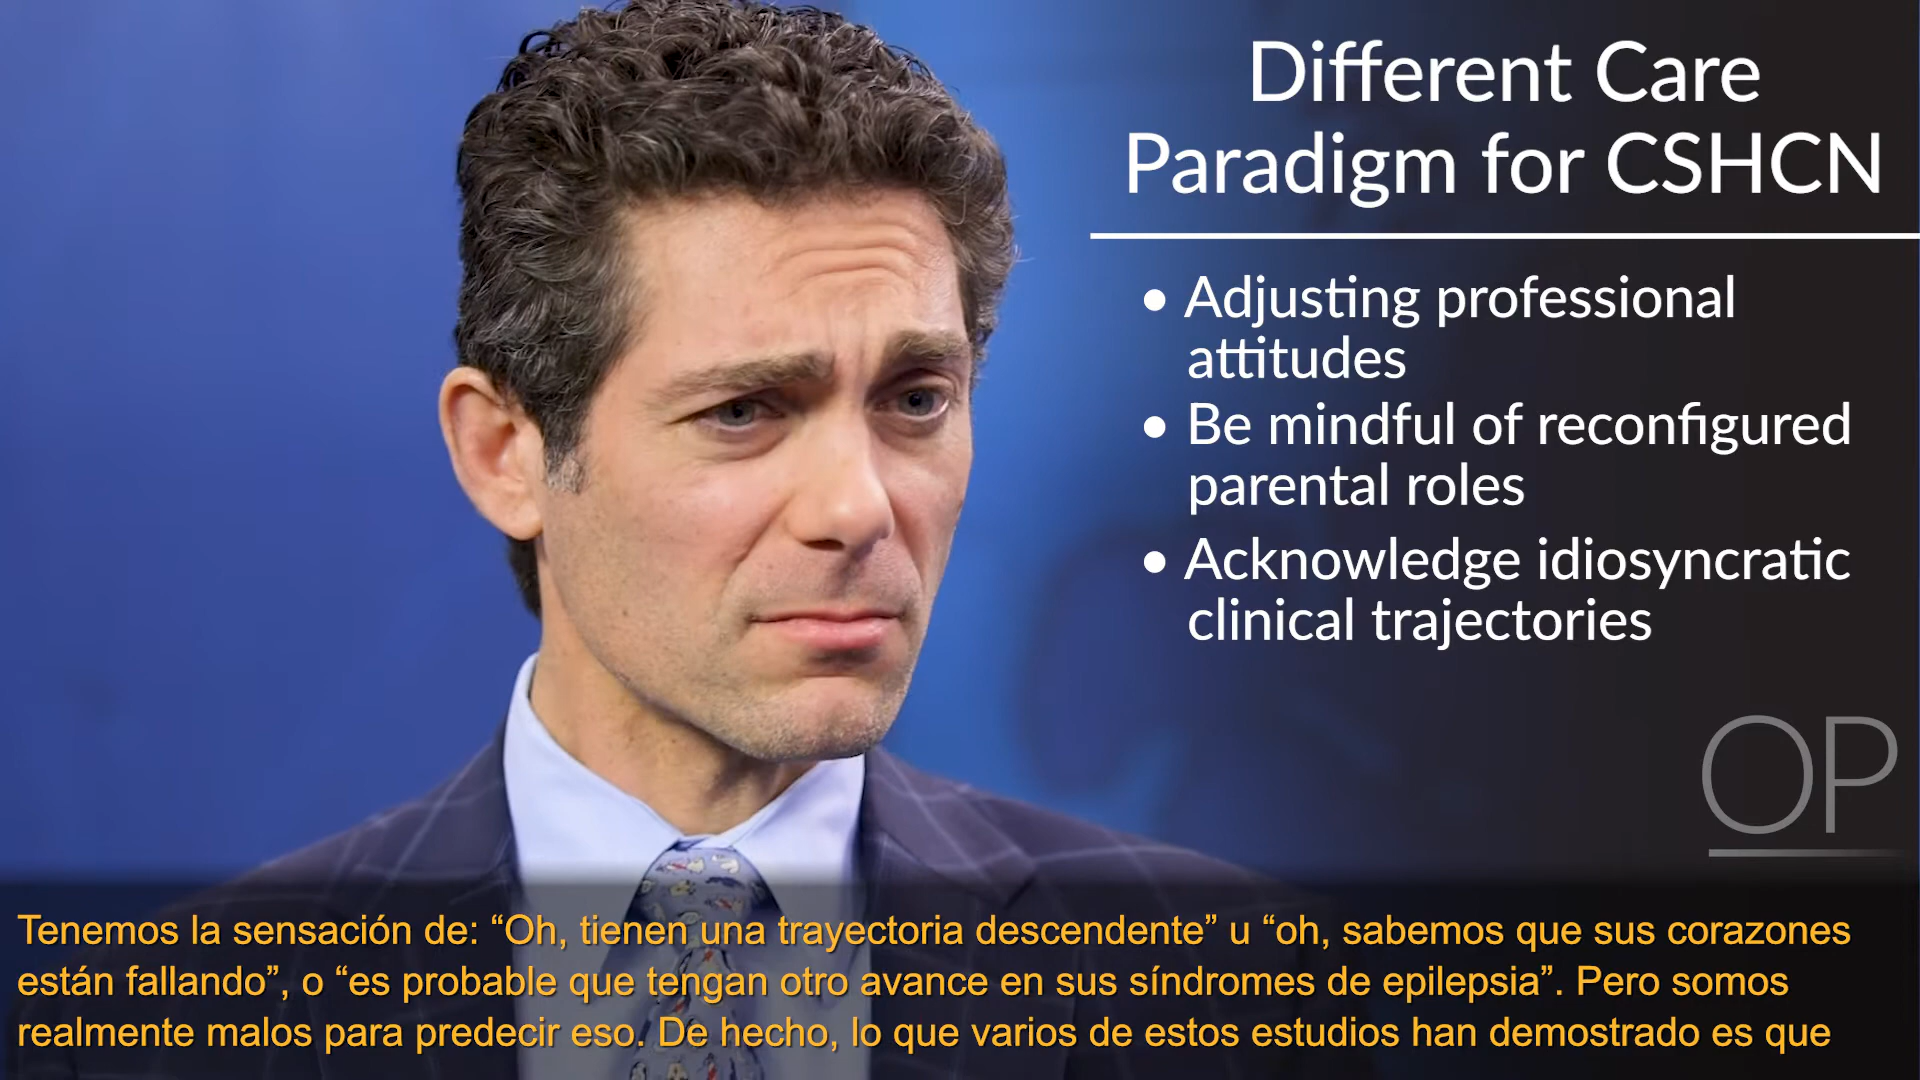 Different Care
Paradigm for CSHCN
• Adjusting professional
attitudes
• Be mindful of reconfigured
parental roles
• Acknowledge idiosyncratic
clinical trajectories
OP
Tenemos la sensación de: “Oh, tienen una trayectoria descendente” u “oh, sabemos que sus corazones
están fallando”, o “es probable que tengan otro avance en sus síndromes de epilepsia”. Pero somos
realmente malos para predecir eso. De hecho, lo que varios de estos estudios han demostrado es que